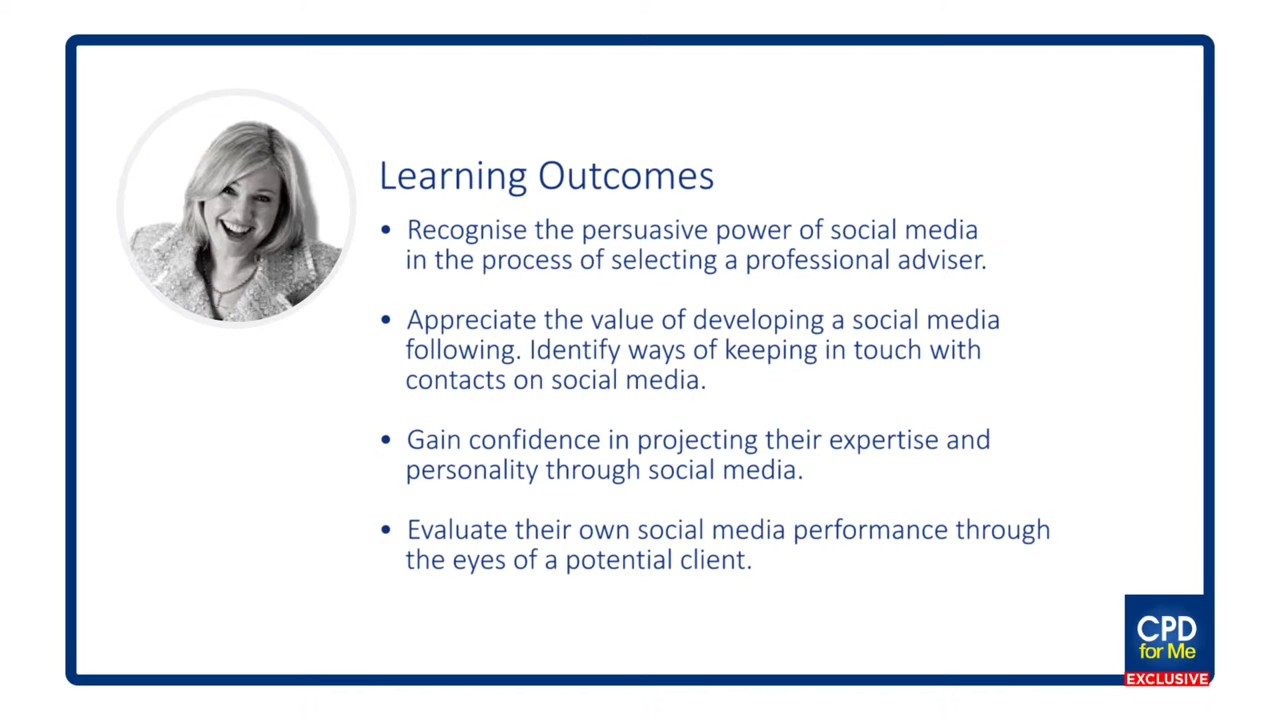 Learning Outcomes
• Recognise the persuasive power of social media
in the process of selecting a professional adviser.
• Appreciate the value of developing a social media
following. Identify ways of keeping in touch with
contacts on social media.
• Gain confidence in projecting their expertise and
personality through social media.
• Evaluate their own social media performance through
the eyes of a potential client.
CPD
for Me
EXCLUSIVE